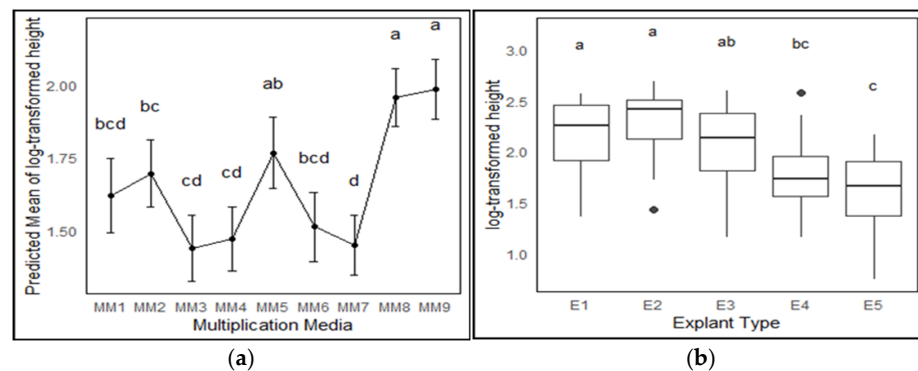 Predicted Mean of log-transformed height
2.00
1.75
1.50
bcd
bc
cd
cd
ab
bcd
d
a
a
MM1 MM2 MM3 MM4 MM5 MM6 MM7 MM8 MM9
Multiplication Media
(a)
log-transformed height
3.0
2.5
2.0
1.5
1.0
a
a
ab
bc
c
E1 E2 E3 E4 E5
Explant Type
(b)